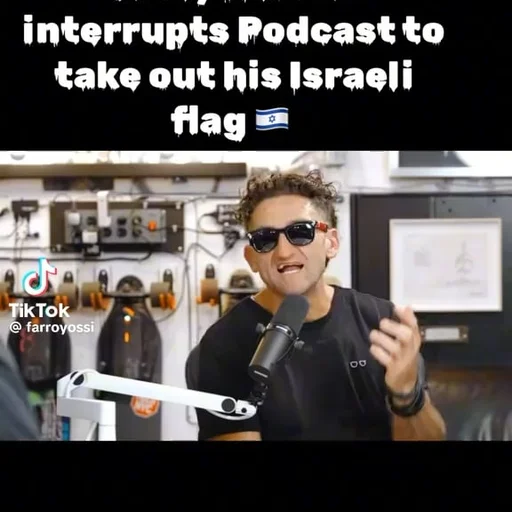 interrupts Podcast to
take out his Israeli
flag 🇮🇱
TikTok
@ farroyossi